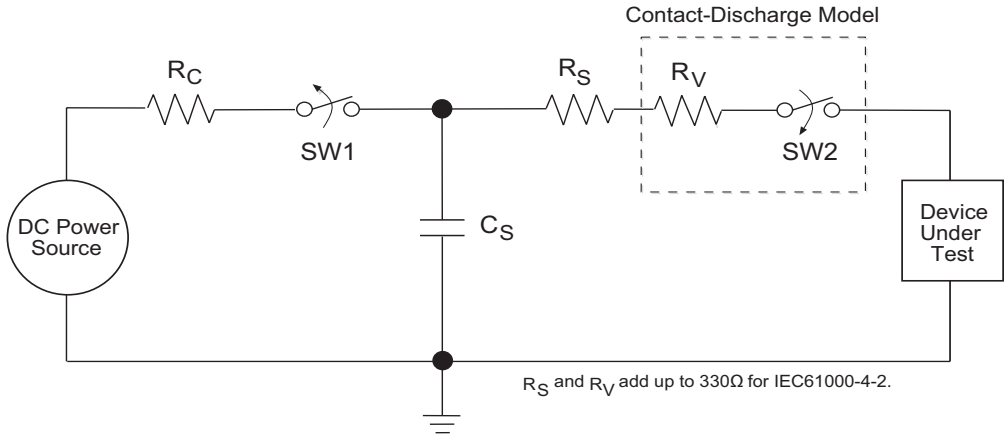 Contact-Discharge Model
RC
RS
RV
SW1
SW2
DC Power
Source
CS
Device
Under
Test
RS and RV add up to 330Ω for IEC61000-4-2.